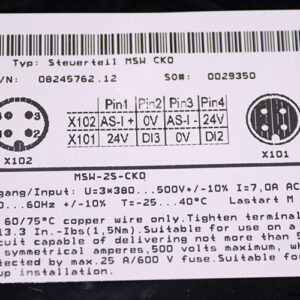 Typ: Steuerteil MSW CKO
/N: 08245762.12 SO#: 0029350
Pin1 Pin2 Pin3 Pin4
X102 AS-I + 0V AS-I - 24V
X101 24V DI3 0V DI2
X102 X101
MSW-2S-CKO
gang/Input: U=3*380...500V+/-10% I=7,0A AC
0...60Hz +/-10% T=-25...40°C Lastart M
60/75°C copper wire only.Tighten terminal
13.3 In.-lbs(1,5Nm).Suitable for use on a
cuit capable of delivering not more than 5
symmetrical amperes,500 volts maximum, whe
otected by max.25 A/600 V fuse.Suitable fo
up installation.